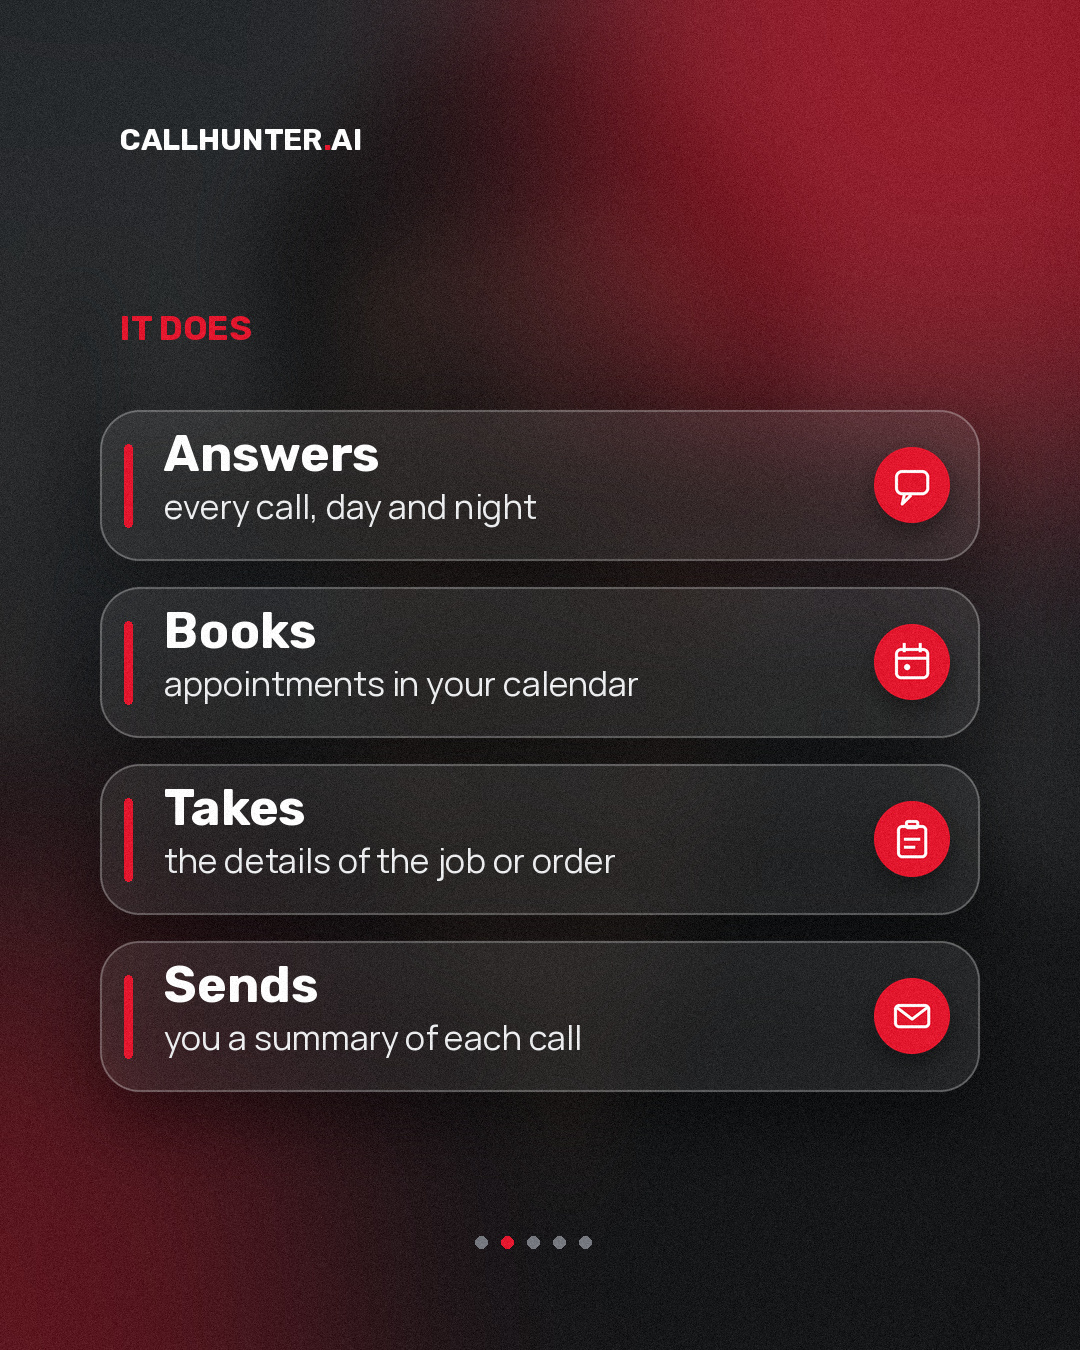 CALLHUNTER.AI
IT DOES
Answers
every call, day and night
Books
appointments in your calendar
Takes
the details of the job or order
Sends
you a summary of each call